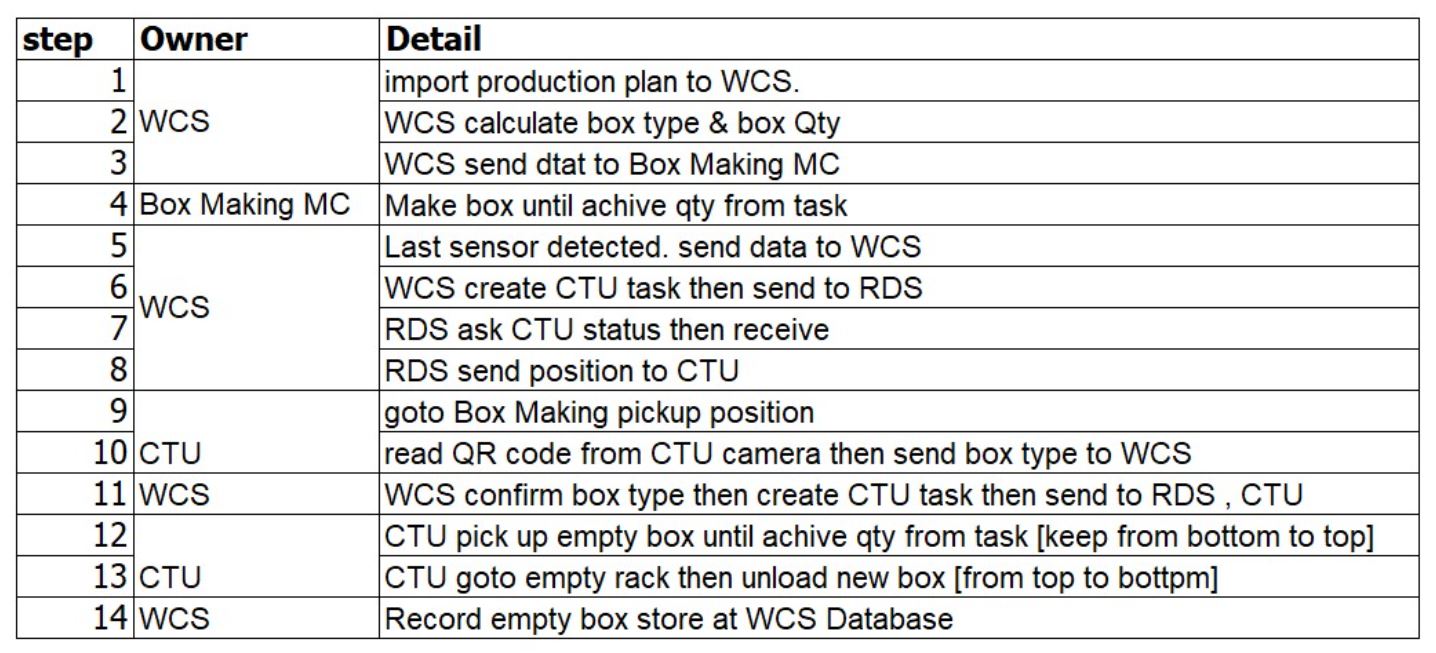 step Owner Detail
1 import production plan to WCS.
2 WCS WCS calculate box type & box Qty
3 WCS send dtat to Box Making MC
4 Box Making MC Make box until achive qty from task
5 Last sensor detected. send data to WCS
6 WCS create CTU task then send to RDS
WCS
7 RDS ask CTU status then receive
8 RDS send position to CTU
9 goto Box Making pickup position
10 CTU read QR code from CTU camera then send box type to WCS
11 WCS WCS confirm box type then create CTU task then send to RDS , CTU
12 CTU pick up empty box until achive qty from task [keep from bottom to top]
13 CTU CTU goto empty rack then unload new box [from top to bottpm]
14 WCS Record empty box store at WCS Database